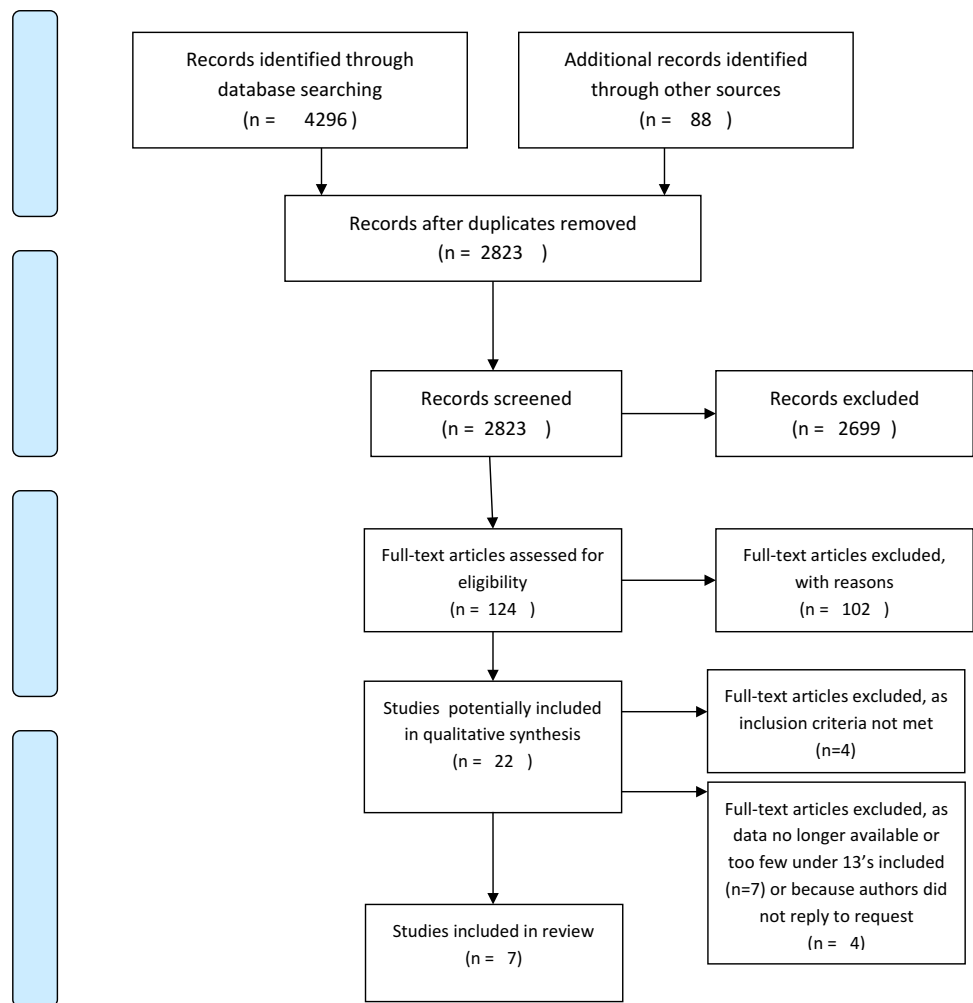 Records identified through
database searching
(n = 4296 )
Additional records identified
through other sources
(n = 88 )
Records after duplicates removed
(n = 2823 )
Records screened
(n = 2823 )
Records excluded
(n = 2699 )
Full-text articles assessed for
eligibility
(n = 124 )
Full-text articles excluded,
with reasons
(n = 102 )
Studies potentially included
in qualitative synthesis
(n = 22 )
Full-text articles excluded, as
inclusion criteria not met
(n=4)
Full-text articles excluded, as
data no longer available or
too few under 13’s included
(n=7) or because authors did
not reply to request
(n = 4)
Studies included in review
(n = 7)